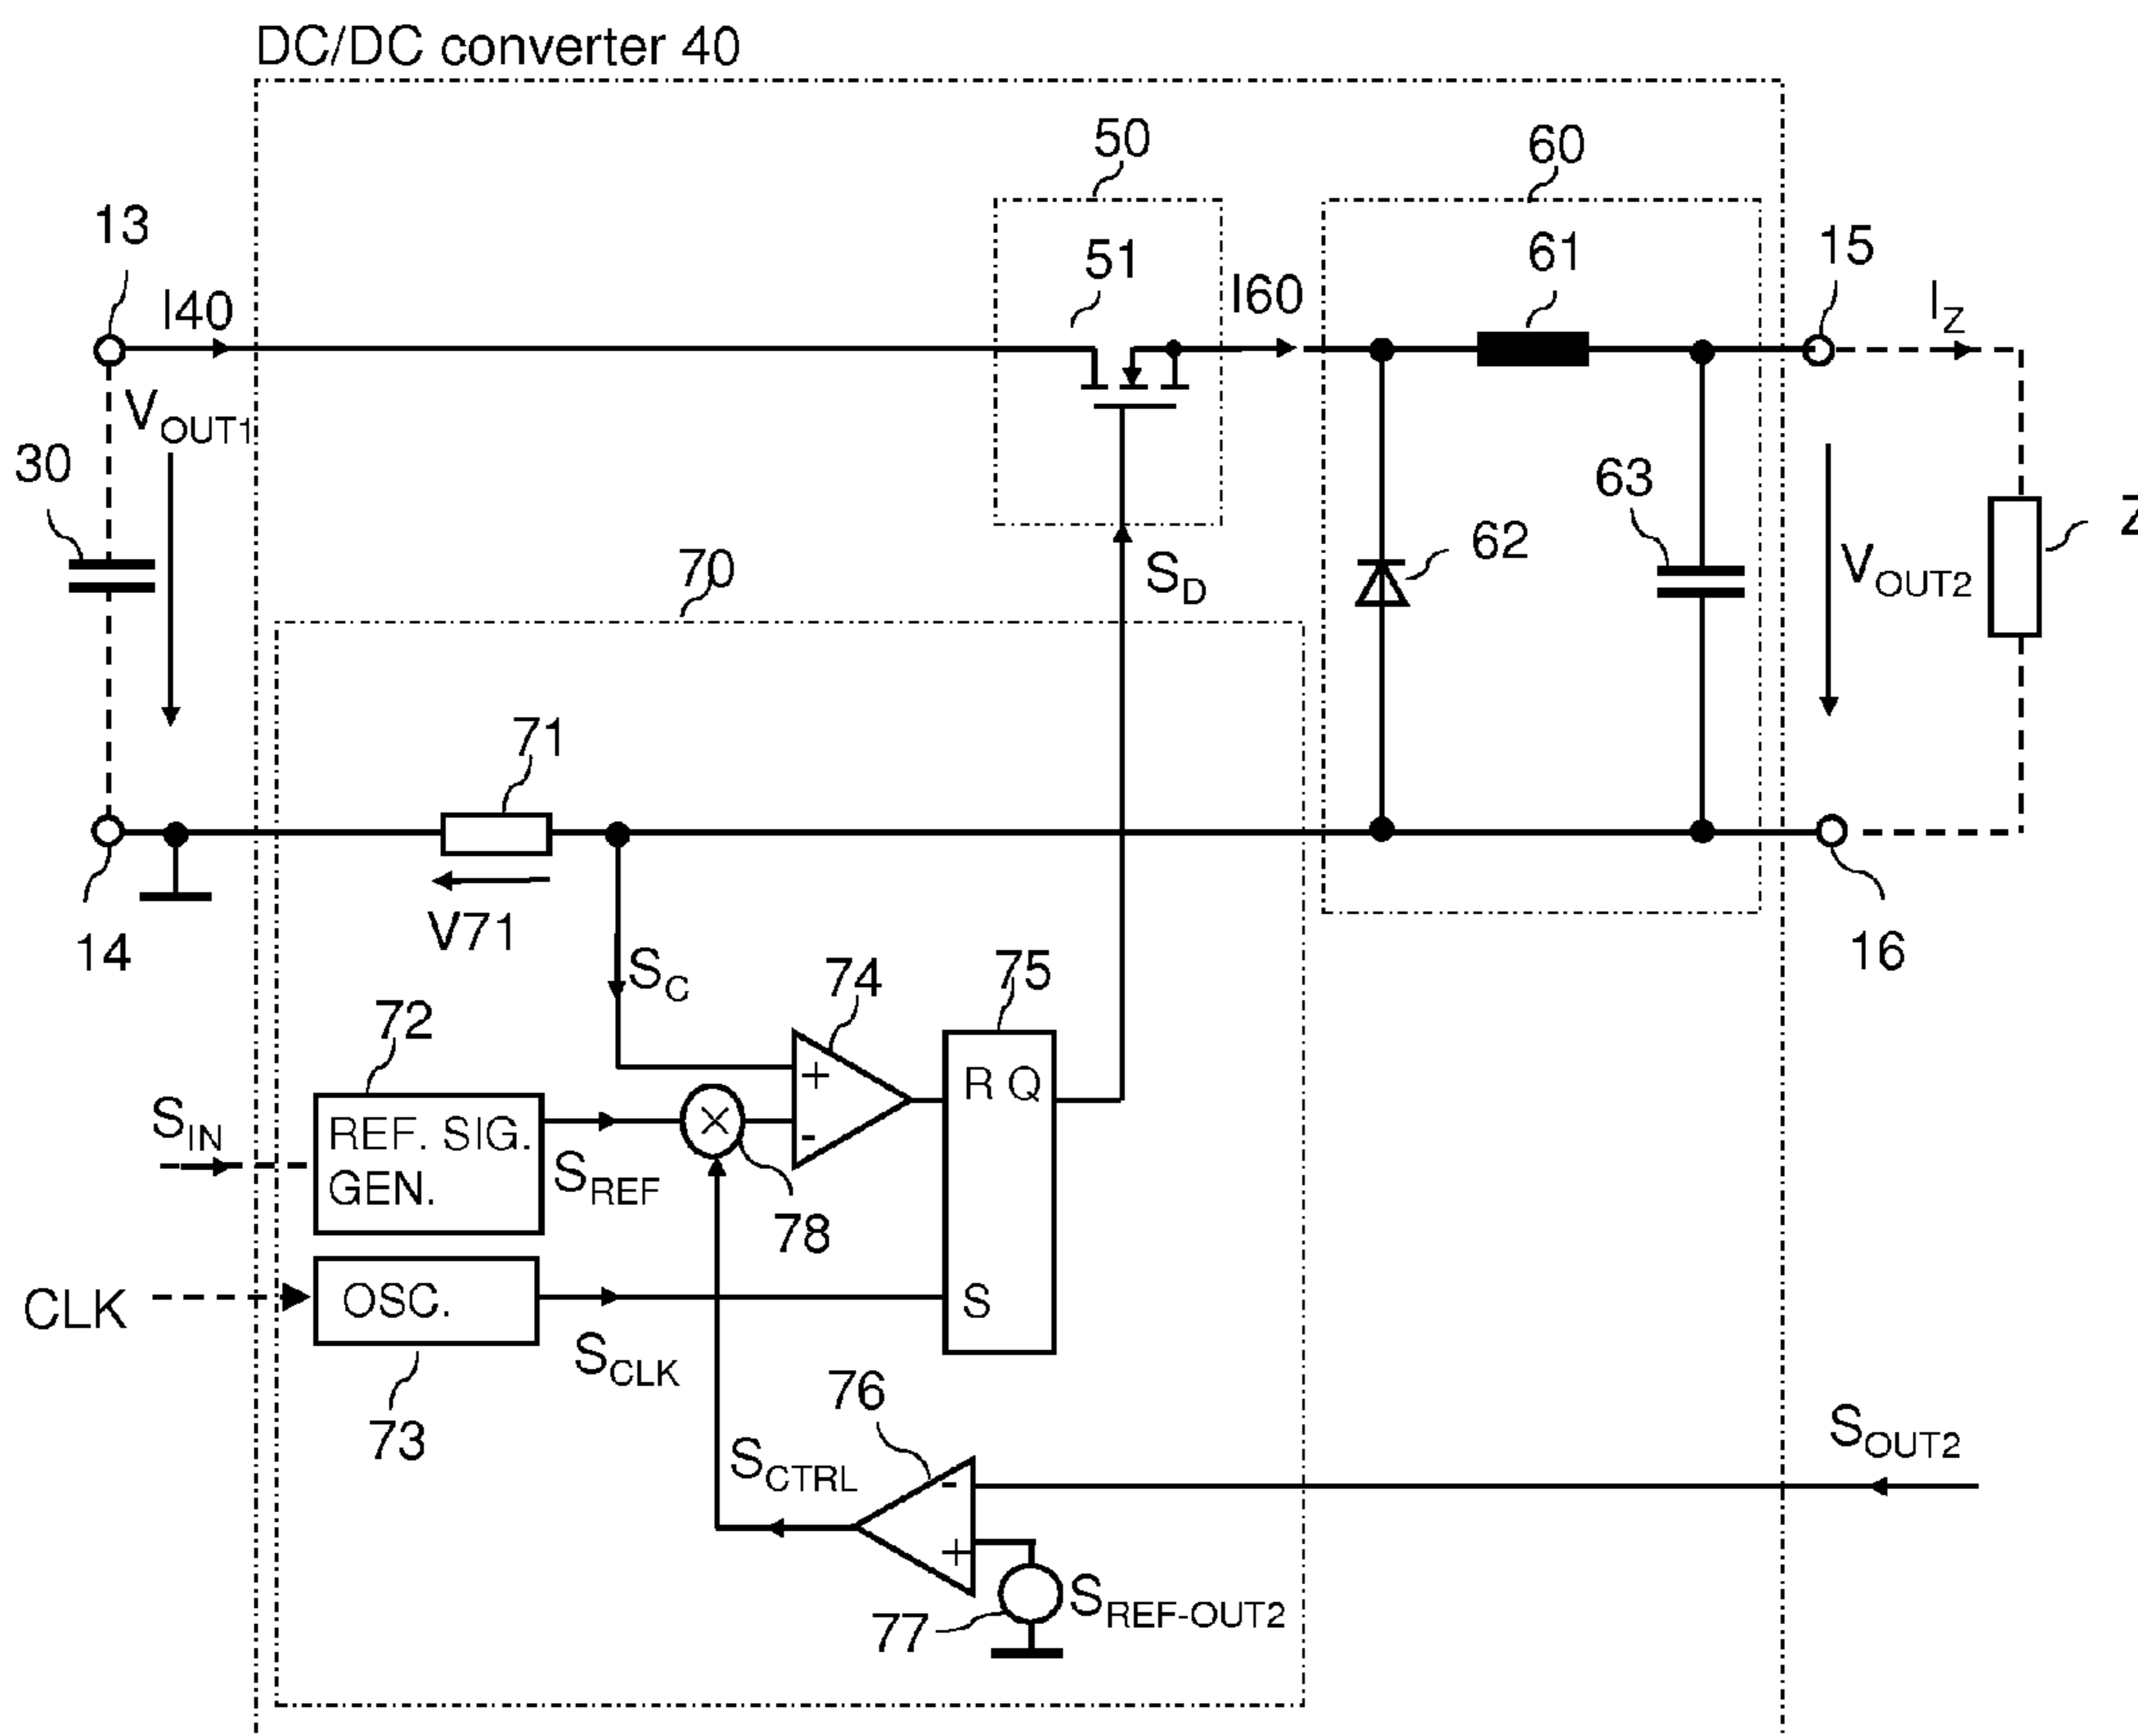 DC/DC converter 40
50
60
13
51
61
15
I40
I60
IZ
VOUT1
30
63
62
Z
VOUT2
70
SD
71
V71
14
16
SC
74
75
72
SIN
REF. SIG.
GEN.
SREF
78
+
-
R Q
S
CLK
OSC.
SCLK
73
76
SCTRL
-
+
SOUT2
77
SREF-OUT2